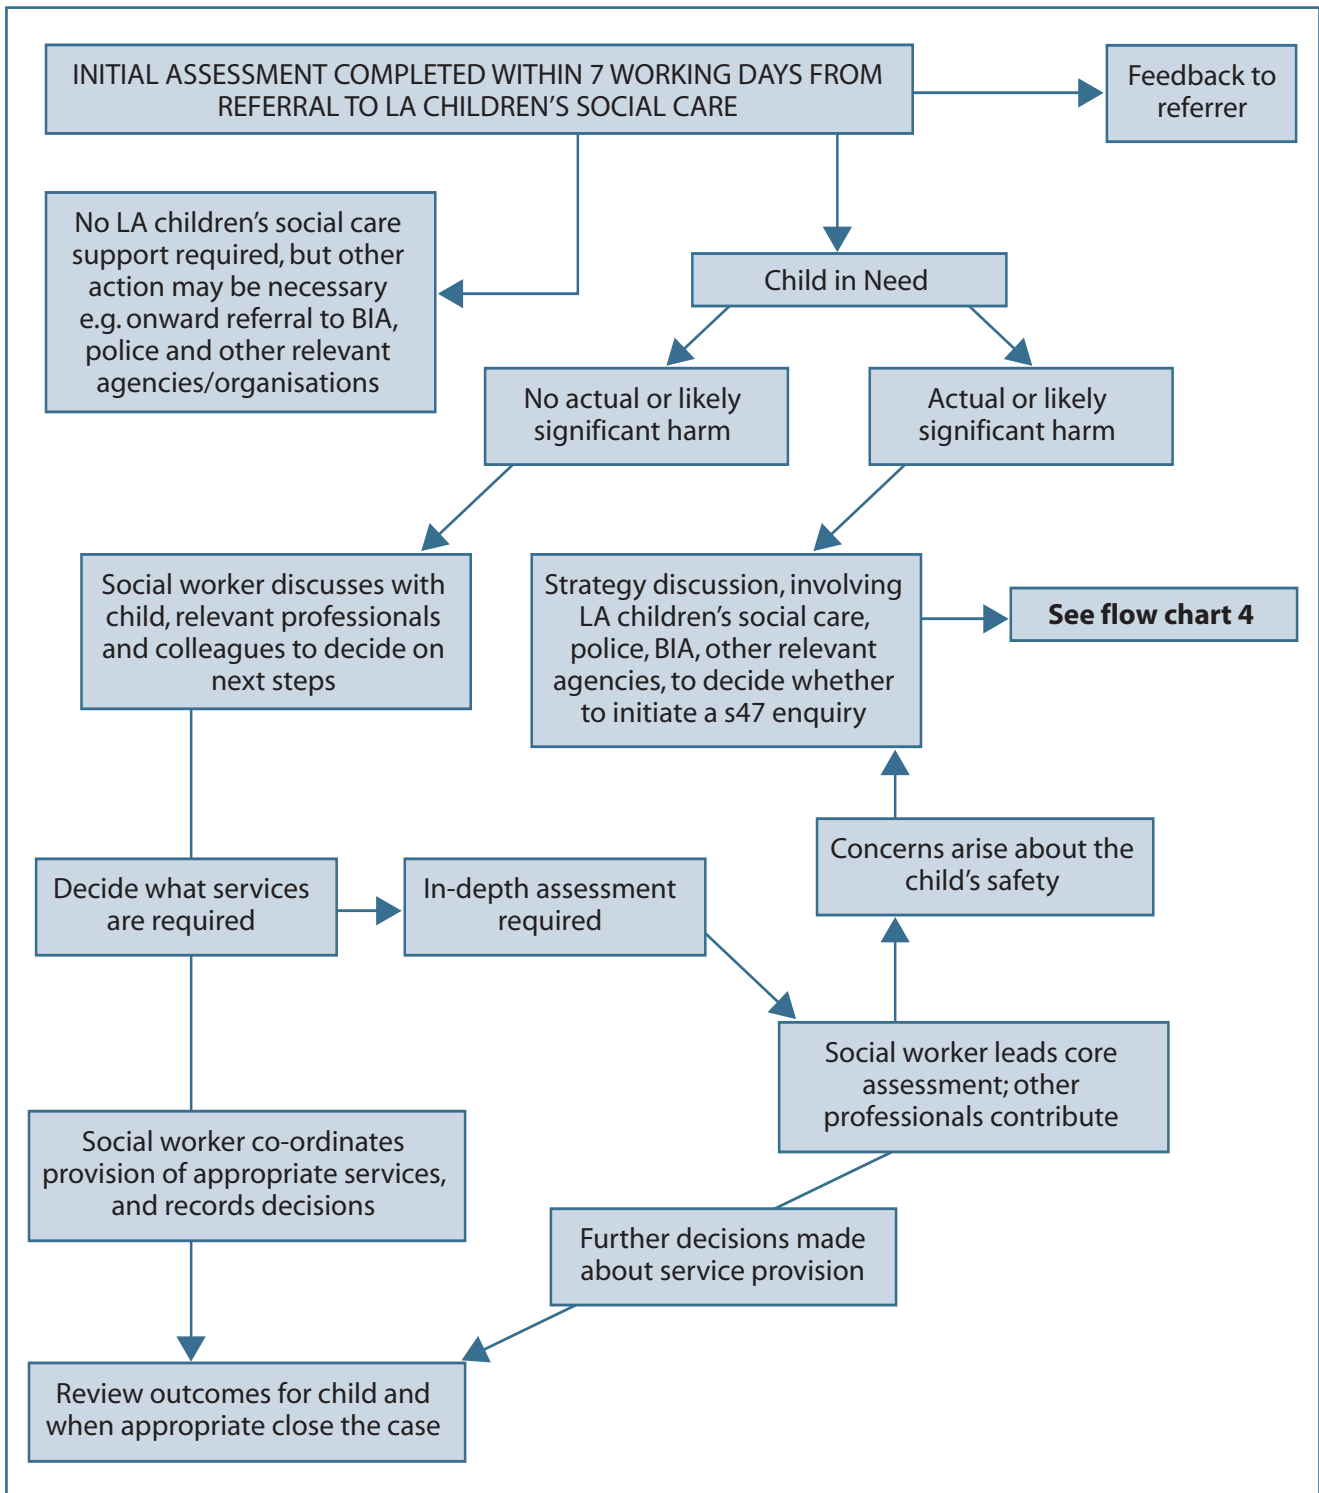 INITIAL ASSESSMENT COMPLETED WITHIN 7 WORKING DAYS FROM
REFERRAL TO LA CHILDREN’S SOCIAL CARE
Feedback to
referrer
No LA children’s social care
support required, but other
action may be necessary
e.g. onward referral to BIA,
police and other relevant
agencies/organisations
Child in Need
No actual or likely
significant harm
Actual or likely
significant harm
Social worker discusses with
child, relevant professionals
and colleagues to decide on
next steps
Strategy discussion, involving
LA children’s social care,
police, BIA, other relevant
agencies, to decide whether
to initiate a s47 enquiry
See flow chart 4
Concerns arise about the
child’s safety
Decide what services
are required
In-depth assessment
required
Social worker leads core
assessment; other
professionals contribute
Social worker co-ordinates
provision of appropriate services,
and records decisions
Further decisions made
about service provision
Review outcomes for child and
when appropriate close the case